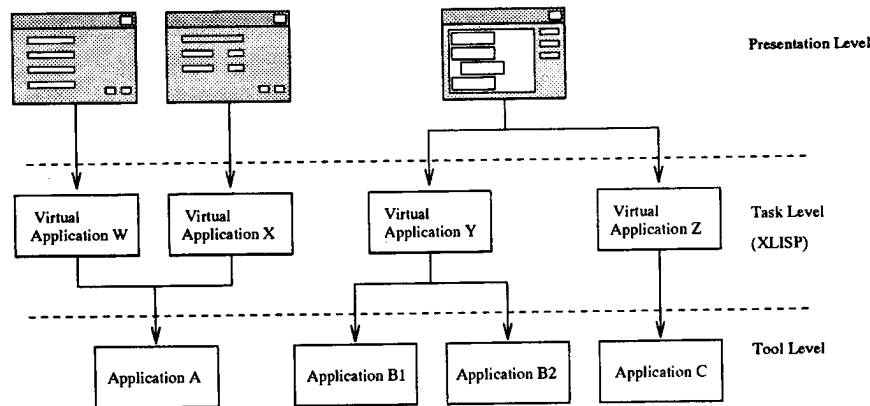 Presentation Level
Virtual
Application W
Virtual
Application X
Virtual
Application Y
Virtual
Application Z
Task Level
(XLISP)
Application A
Application B1
Application B2
Application C
Tool Level